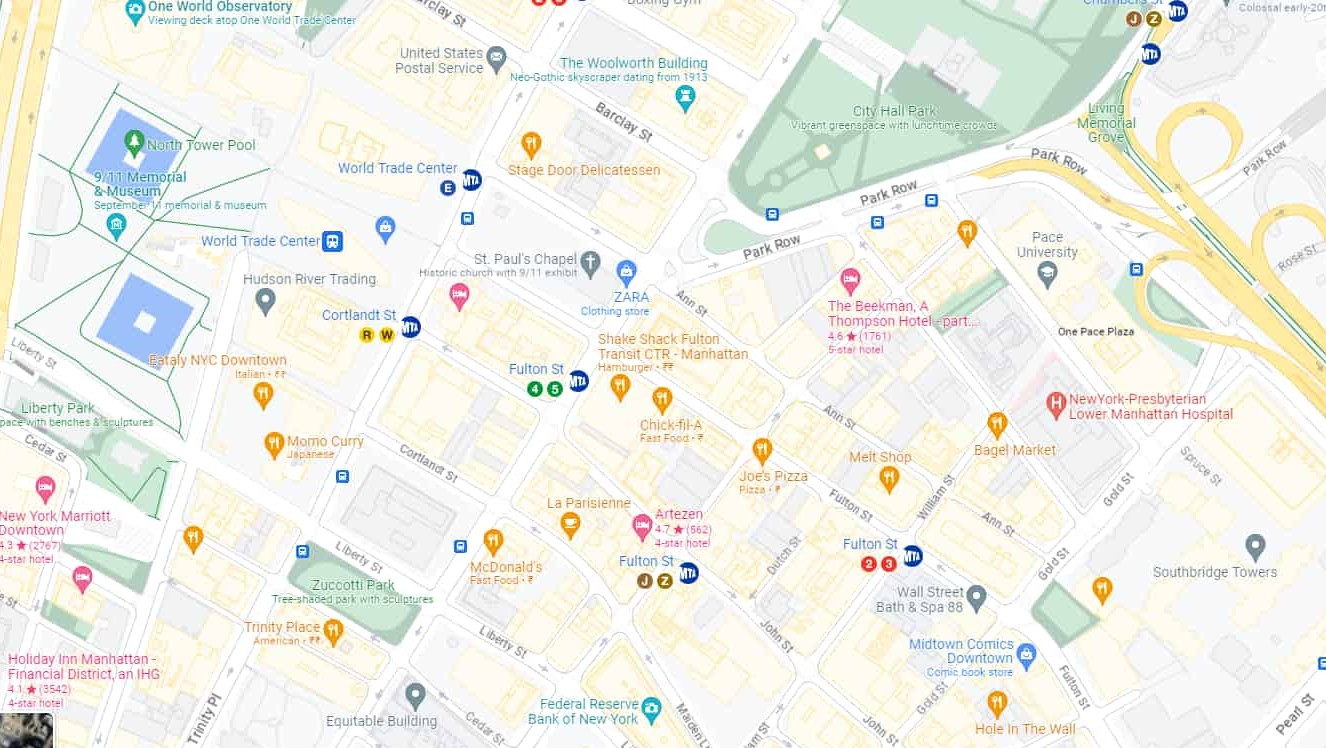 One World Observatory
Viewing deck atop One World Trade Center
Barclay St
Boxing Gym
Chambers St
J Z
MTA
MTA
Colossal early-20
United States
Postal Service
The Woolworth Building
Neo-Gothic skyscraper dating from 1913
Barclay St
City Hall Park
Vibrant greenspace with lunchtime crowds
Living
Memorial
Grove
Park Row
Park Row
North Tower Pool
World Trade Center
E
MTA
Stage Door Delicatessen
9/11 Memorial
& Museum
September 11 memorial & museum
Park Row
World Trade Center
Park Row
Pace
University
Rose St
St. Paul's Chapel
Historic church with 9/11 exhibit
Hudson River Trading
ZARA
Clothing store
Ann St
The Beekman, A
Thompson Hotel - part...
4.6 ★ (1761)
5-star hotel
Cortlandt St
R W
MTA
One Pace Plaza
Liberty St
Eataly NYC Downtown
Italian • ₹₹
Shake Shack Fulton
Transit CTR - Manhattan
Hamburger • ₹₹
Fulton St
4 5
MTA
Liberty Park
pace with benches & sculptures
Chick-fil-A
Fast Food • ₹
Ann St
H
NewYork-Presbyterian
Lower Manhattan Hospital
Momo Curry
Japanese
Cedar St
Cortlandt St
Bagel Market
Melt Shop
Joe's Pizza
Pizza • ₹
Spruce St
Gold St
William St
Fulton St
Ann St
New York Marriott
Downtown
4.3 ★ (2767)
4-star hotel
La Parisienne
Artezen
4.7 ★ (562)
4-star hotel
Dutch St
Fulton St
2 3
MTA
Gold St
Fulton St
J Z
MTA
McDonald's
Fast Food • ₹
Liberty St
Southbridge Towers
Zuccotti Park
Tree-shaded park with sculptures
Wall Street
Bath & Spa 88
Trinity Place
American • ₹₹
Liberty St
John St
Midtown Comics
Downtown
Comic book store
Holiday Inn Manhattan -
Financial District, an IHG
4.1 ★ (3542)
4-star hotel
Trinity Pl
Equitable Building
Cedar St
Federal Reserve
Bank of New York
Maiden
Gold St
John St
Fulton St
Hole In The Wall
Pearl St